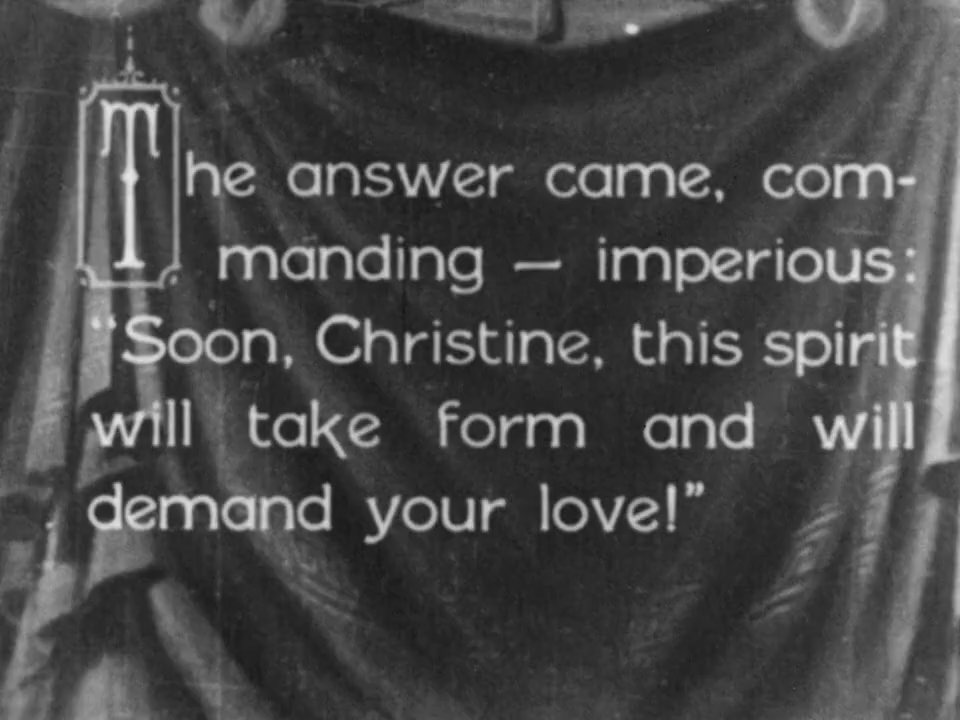 The answer came, com-
manding — imperious:
“Soon, Christine, this spirit
will take form and will
demand your love!”